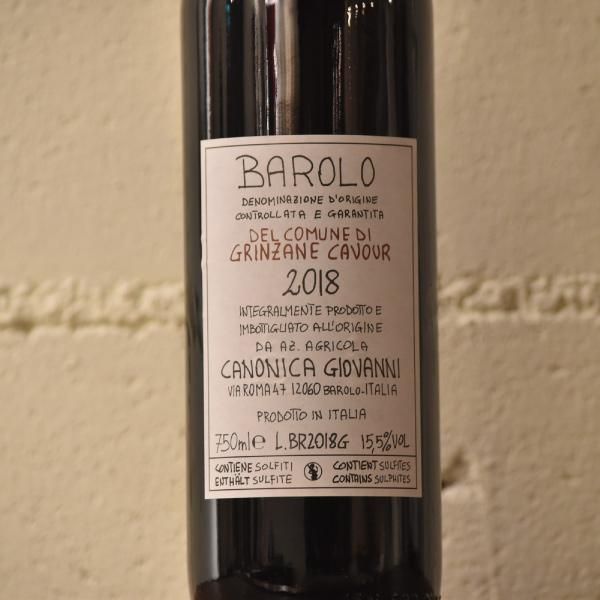 BAROLO
DENOMINAZIONE D'ORIGINE
CONTROLLATA E GARANTITA
DEL COMUNE DI
GRINZANE CAVOUR
2018
INTEGRALMENTE PRODOTTO E
IMBOTTIGLIATO ALL'ORIGINE
DA AZ. AGRICOLA
CANONICA GIOVANNI
VIA ROMA 47 12060 BAROLO-ITALIA
PRODOTTO IN ITALIA
750ml e L.BR2018G 15,5%VOL
CONTIENE SOLFITI CONTIENT SULFITES
ENTHÄLT SULFITE CONTAINS SULPHITES